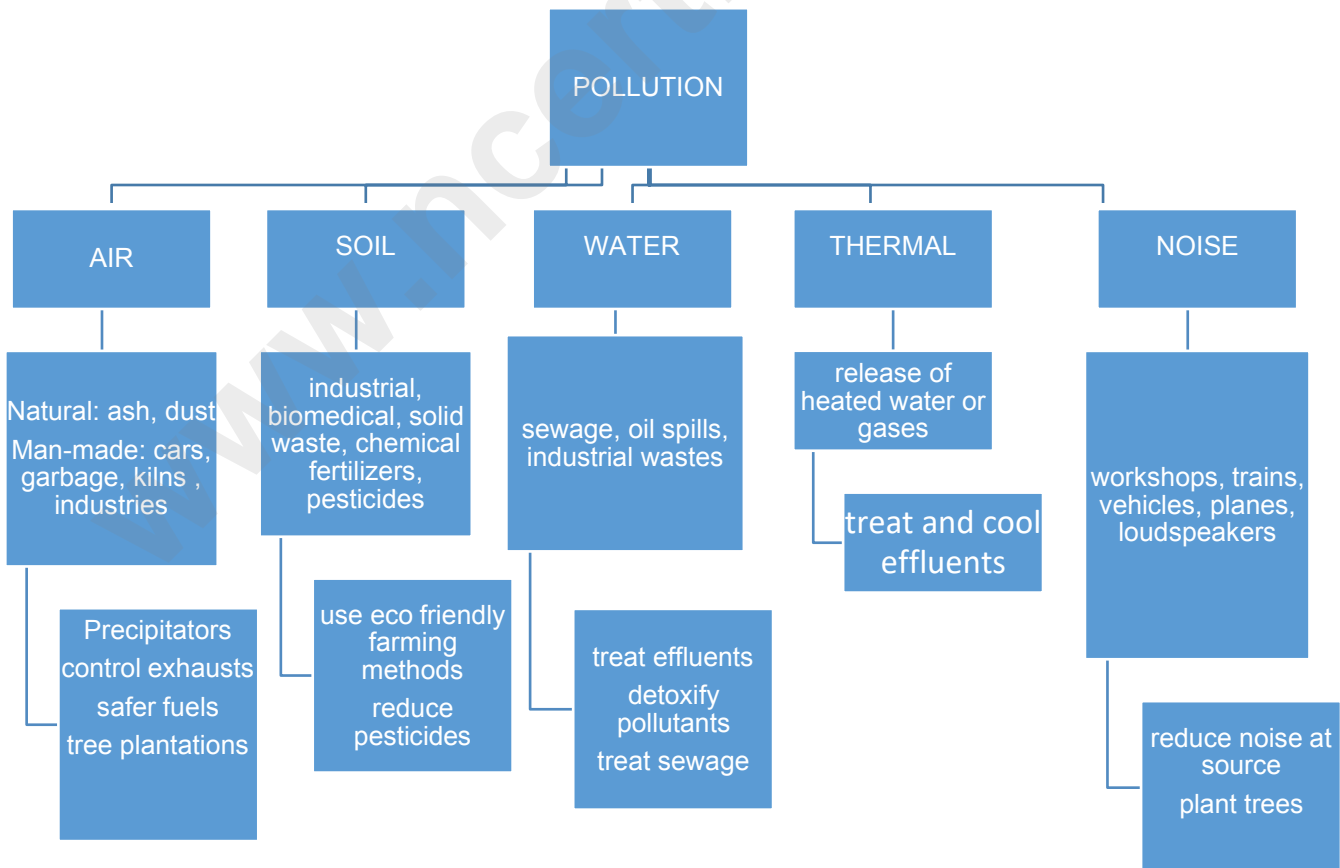 POLLUTION
AIR
SOIL
WATER
THERMAL
NOISE
Natural: ash, dust
Man-made: cars,
garbage, kilns ,
industries
industrial,
biomedical, solid
waste, chemical
fertilizers,
pesticides
sewage, oil spills,
industrial wastes
release of
heated water or
gases
workshops, trains,
vehicles, planes,
loudspeakers
Precipitators
control exhausts
safer fuels
tree plantations
use eco friendly
farming
methods
reduce
pesticides
treat effluents
detoxify
pollutants
treat sewage
treat and cool
effluents
reduce noise at
source
plant trees
www.ncert.